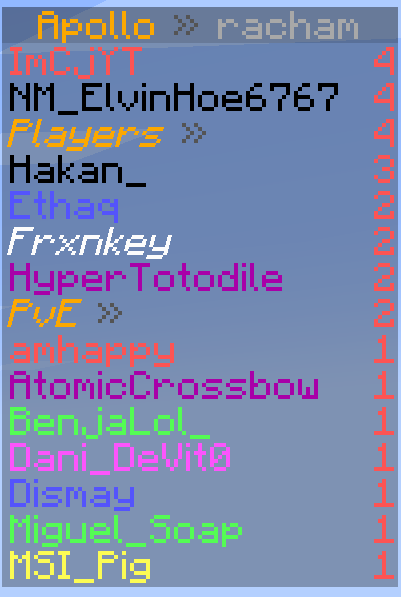 Apollo » racham
ImCjYT 4
NM_ElvinHoe6767 4
Players » 4
Hakan_ 3
Ethaq 2
Frxnkey 2
HyperTotodile 2
PvE » 2
amhappy 1
AtomicCrossbow 1
BenjaLol_ 1
Dani_DeVit0 1
Dismay 1
Miguel_Soap 1
MSI_Pig 1